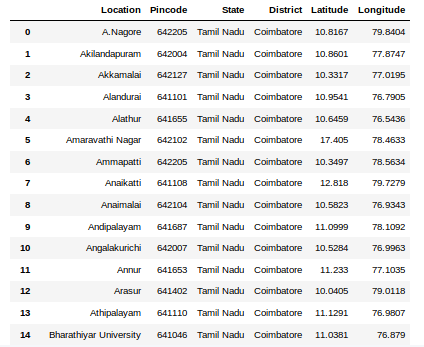 Location Pincode State District Latitude Longitude
0 A.Nagore 642205 Tamil Nadu Coimbatore 10.8167 79.8404
1 Akilandapuram 642004 Tamil Nadu Coimbatore 10.8601 77.8747
2 Akkamalai 642127 Tamil Nadu Coimbatore 10.3317 77.0195
3 Alandurai 641101 Tamil Nadu Coimbatore 10.9541 76.7905
4 Alathur 641655 Tamil Nadu Coimbatore 10.6459 76.5436
5 Amaravathi Nagar 642102 Tamil Nadu Coimbatore 17.405 78.4633
6 Ammapatti 642205 Tamil Nadu Coimbatore 10.3497 78.5634
7 Anaikatti 641108 Tamil Nadu Coimbatore 12.818 79.7279
8 Anaimalai 642104 Tamil Nadu Coimbatore 10.5823 76.9343
9 Andipalayam 641687 Tamil Nadu Coimbatore 11.0999 78.1092
10 Angalakurichi 642007 Tamil Nadu Coimbatore 10.5284 76.9963
11 Annur 641653 Tamil Nadu Coimbatore 11.233 77.1035
12 Arasur 641402 Tamil Nadu Coimbatore 10.0405 79.0118
13 Athipalayam 641110 Tamil Nadu Coimbatore 11.1291 76.9807
14 Bharathiyar University 641046 Tamil Nadu Coimbatore 11.0381 76.879